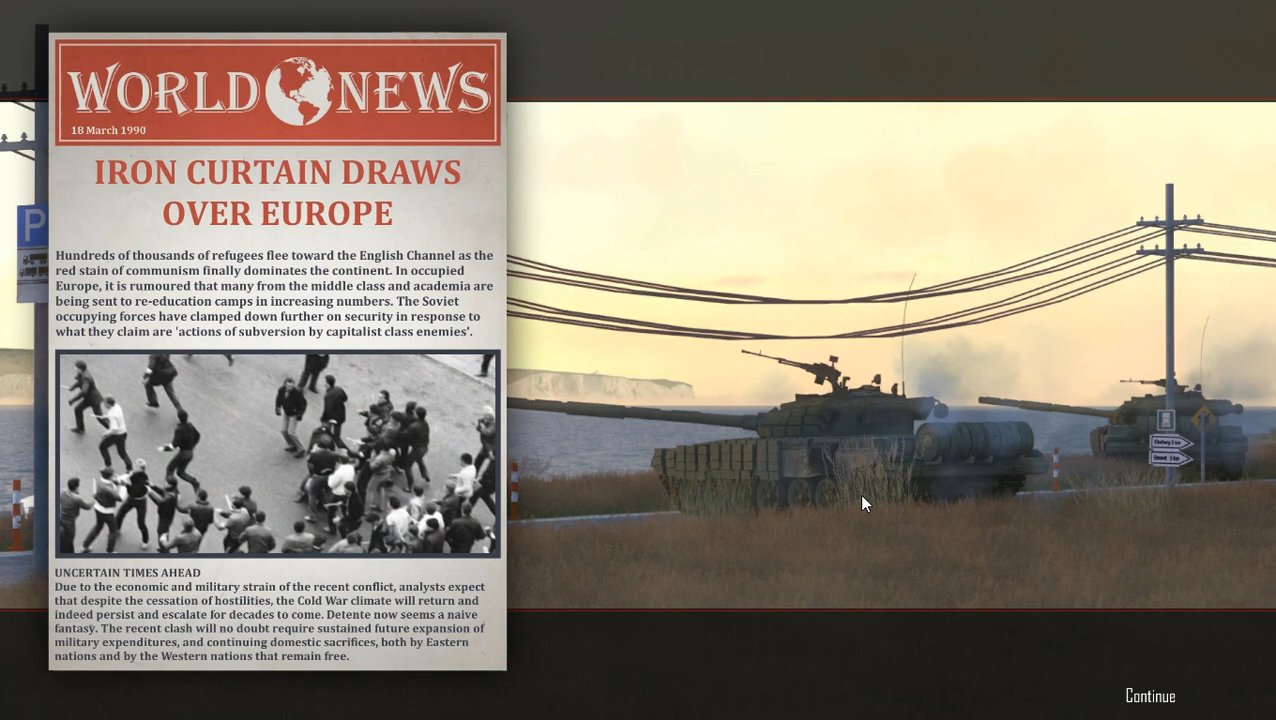 WORLD NEWS
18 March 1990
IRON CURTAIN DRAWS
OVER EUROPE
Hundreds of thousands of refugees flee toward the English Channel as the
red stain of communism finally dominates the continent. In occupied
Europe, it is rumoured that many from the middle class and academia are
being sent to re-education camps in increasing numbers. The Soviet
occupying forces have clamped down further on security in response to
what they claim are 'actions of subversion by capitalist class enemies'.
UNCERTAIN TIMES AHEAD
Due to the economic and military strain of the recent conflict, analysts expect
that despite the cessation of hostilities, the Cold War climate will return and
indeed persist and escalate for decades to come. Detente now seems a naive
fantasy. The recent clash will no doubt require sustained future expansion of
military expenditures, and continuing domestic sacrifices, both by Eastern
nations and by the Western nations that remain free.
P
Continue